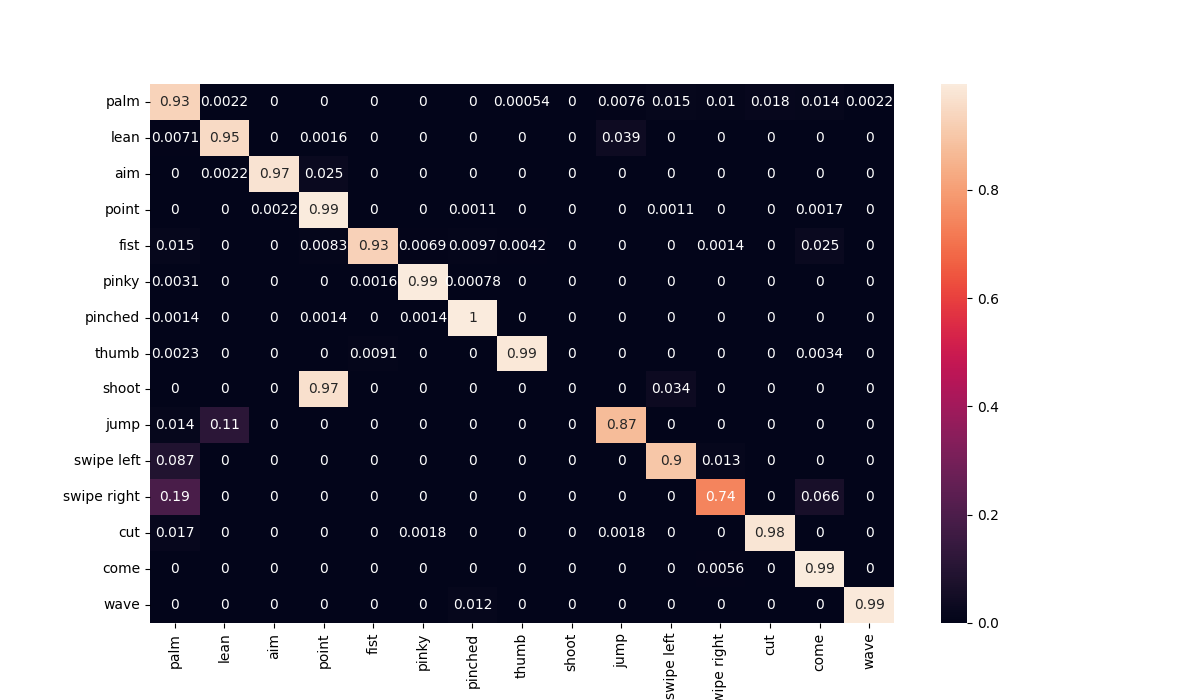 palm 0.93 0.0022 0 0 0 0 0 0.00054 0 0.0076 0.015 0.01 0.018 0.014 0.0022
lean 0.0071 0.95 0 0.0016 0 0 0 0 0 0.039 0 0 0 0 0
aim 0 0.0022 0.97 0.025 0 0 0 0 0 0 0 0 0 0 0
point 0 0 0.0022 0.99 0 0 0.0011 0 0 0 0.0011 0 0 0.0017 0
fist 0.015 0 0 0.0083 0.93 0.0069 0.0097 0.0042 0 0 0 0.0014 0 0.025 0
pinky 0.0031 0 0 0 0.0016 0.99 0.00078 0 0 0 0 0 0 0 0
pinched 0.0014 0 0 0.0014 0 0.0014 1 0 0 0 0 0 0 0 0
thumb 0.0023 0 0 0 0.0091 0 0 0.99 0 0 0 0 0 0.0034 0
shoot 0 0 0 0.97 0 0 0 0 0 0 0.034 0 0 0 0
jump 0.014 0.11 0 0 0 0 0 0 0 0.87 0 0 0 0 0
swipe left 0.087 0 0 0 0 0 0 0 0 0 0.9 0.013 0 0 0
swipe right 0.19 0 0 0 0 0 0 0 0 0 0 0.74 0 0.066 0
cut 0.017 0 0 0 0 0.0018 0 0 0 0.0018 0 0 0.98 0 0
come 0 0 0 0 0 0 0 0 0 0 0 0.0056 0 0.99 0
wave 0 0 0 0 0 0 0.012 0 0 0 0 0 0 0 0.99
palm lean aim point fist pinky pinched thumb shoot jump swipe left wipe right cut come wave
0.8
0.6
0.4
0.2
0.0